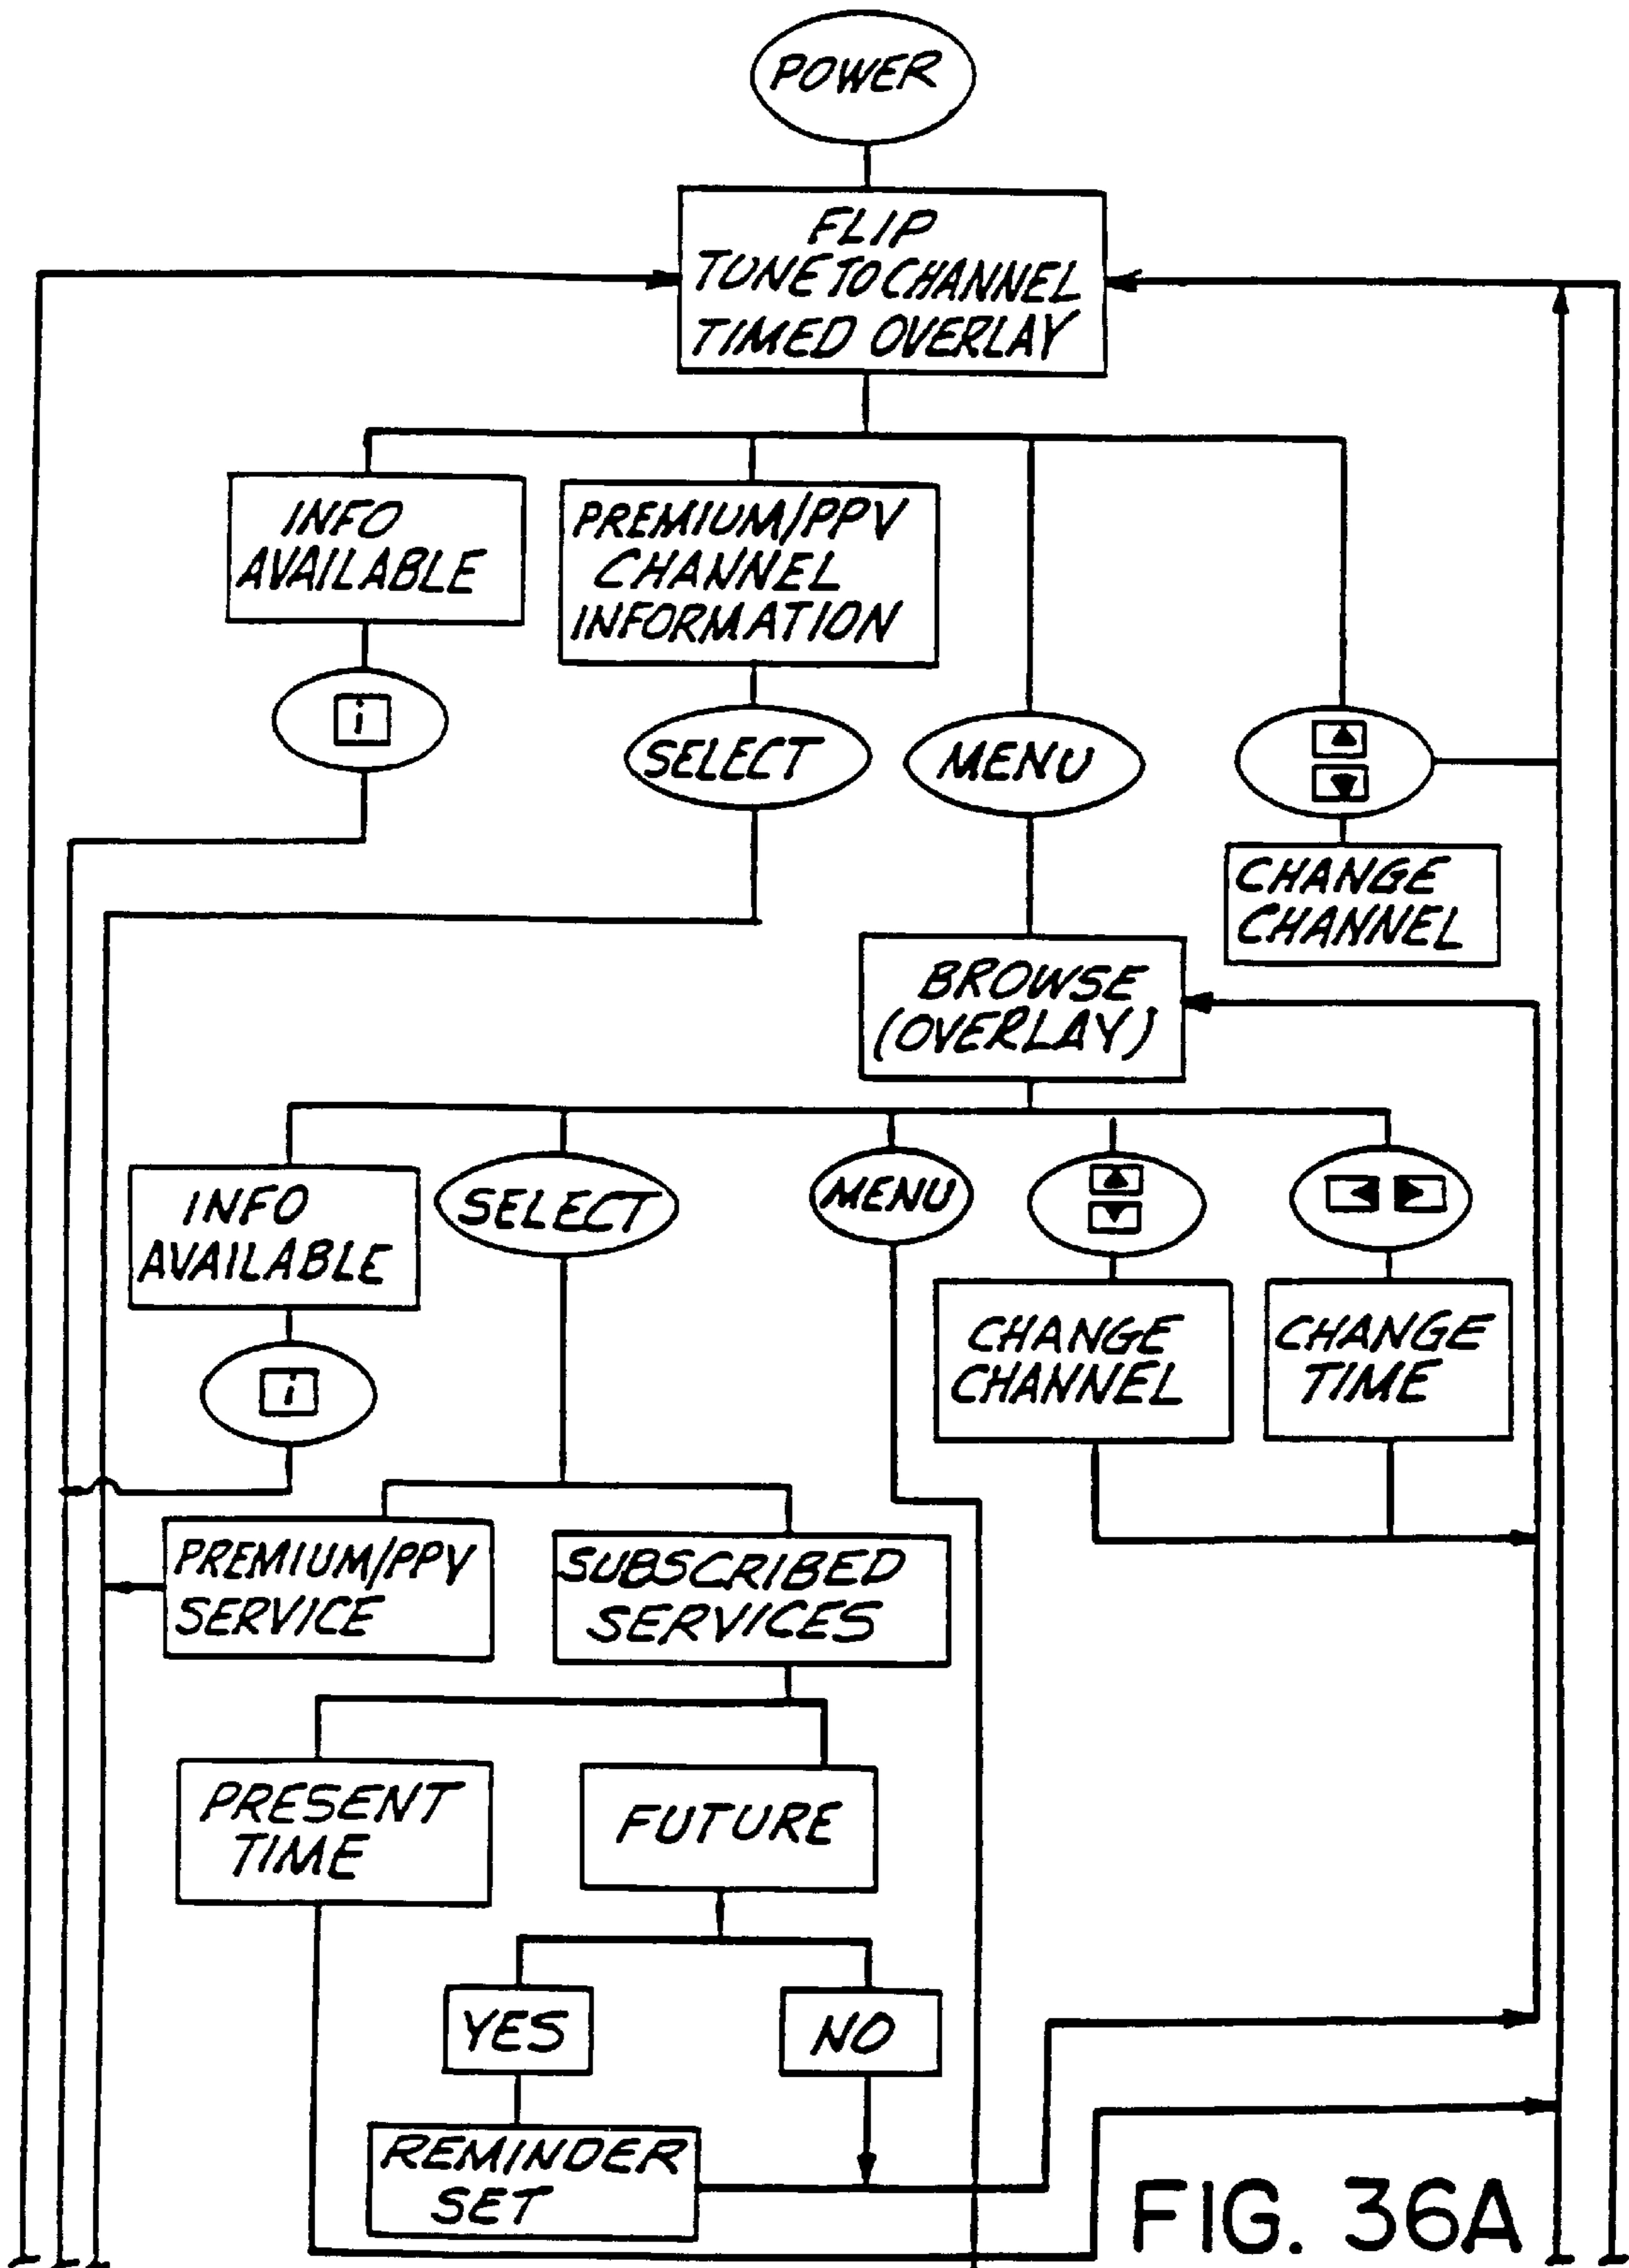 POWER
FLIP
TUNE TO CHANNEL
TIMED OVERLAY
INFO
AVAILABLE
PREMIUM/PPV
CHANNEL
INFORMATION
i
SELECT
MENU
CHANGE
CHANNEL
BROWSE
(OVERLAY)
INFO
AVAILABLE
SELECT
MENU
i
CHANGE
CHANNEL
CHANGE
TIME
PREMIUM/PPV
SERVICE
SUBSCRIBED
SERVICES
PRESENT
TIME
FUTURE
YES
NO
REMINDER
SET
FIG. 36A